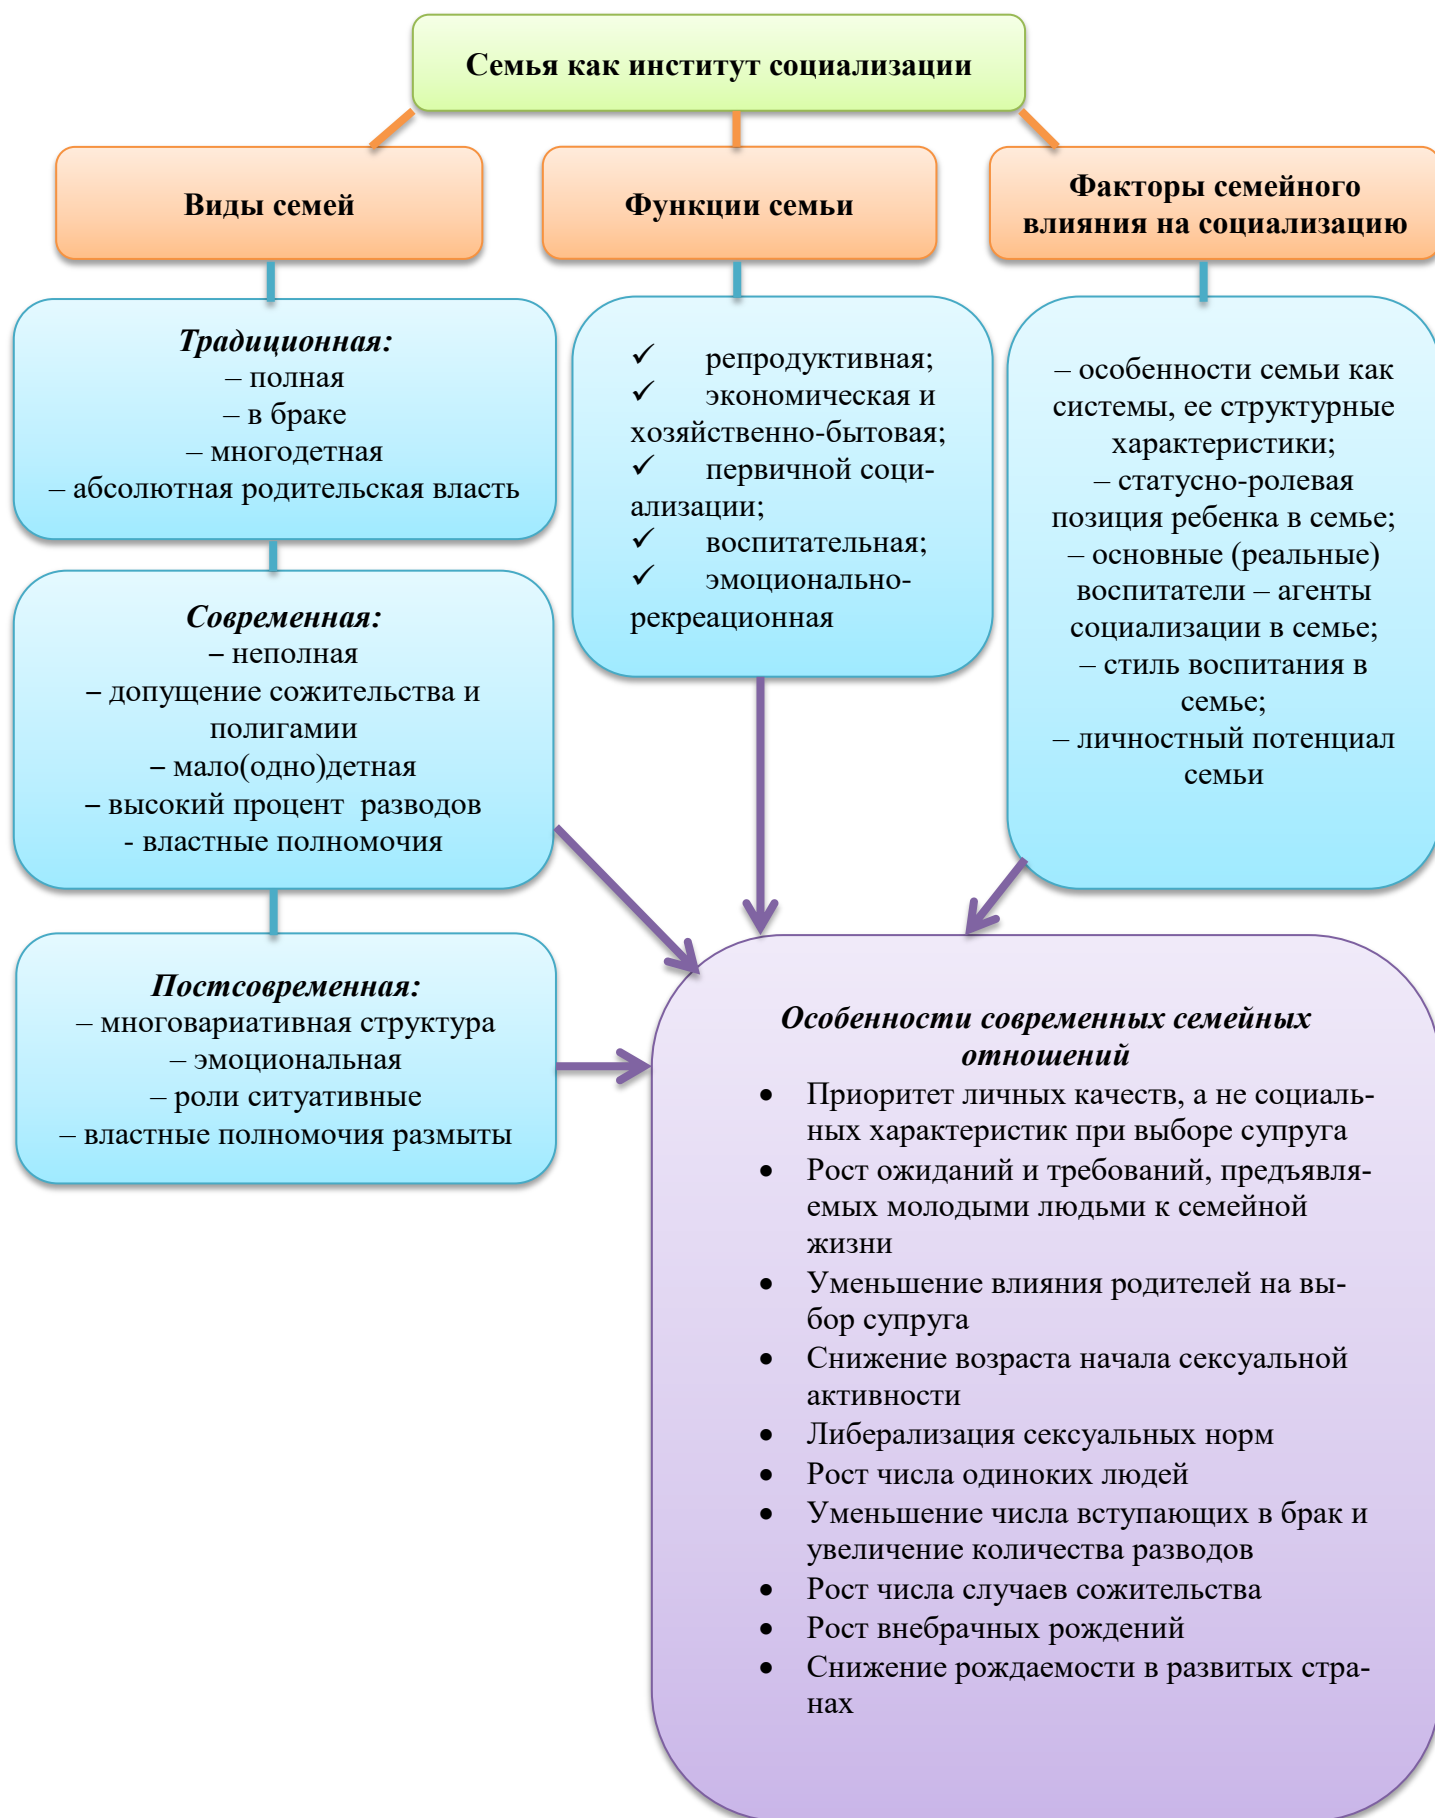 Семья как институт социализации
Виды семей
Функции семьи
Факторы семейного
влияния на социализацию
Традиционная:
– полная
– в браке
– многодетная
– абсолютная родительская власть
Современная:
– неполная
– допущение сожительства и
полигамии
– мало(одно)детная
– высокий процент разводов
- властные полномочия
Постсовременная:
– многовариативная структура
– эмоциональная
– роли ситуативные
– властные полномочия размыты
✓ репродуктивная;
✓ экономическая и
хозяйственно-бытовая;
✓ первичной соци-
ализации;
✓ воспитательная;
✓ эмоционально-
рекреационная
– особенности семьи как
системы, ее структурные
характеристики;
– статусно-ролевая
позиция ребенка в семье;
– основные (реальные)
воспитатели – агенты
социализации в семье;
– стиль воспитания в
семье;
– личностный потенциал
семьи
Особенности современных семейных
отношений
• Приоритет личных качеств, а не социаль-
ных характеристик при выборе супруга
• Рост ожиданий и требований, предъявля-
емых молодыми людьми к семейной
жизни
• Уменьшение влияния родителей на вы-
бор супруга
• Снижение возраста начала сексуальной
активности
• Либерализация сексуальных норм
• Рост числа одиноких людей
• Уменьшение числа вступающих в брак и
увеличение количества разводов
• Рост числа случаев сожительства
• Рост внебрачных рождений
• Снижение рождаемости в развитых стра-
нах